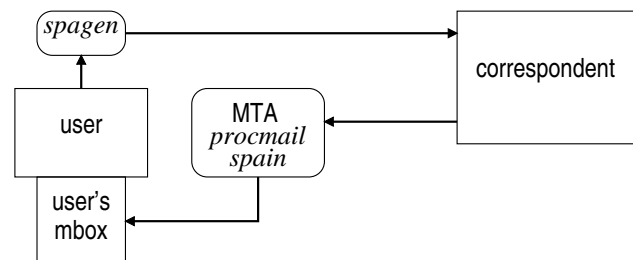 spagen
correspondent
user
MTA
procmail
spain
user's
mbox